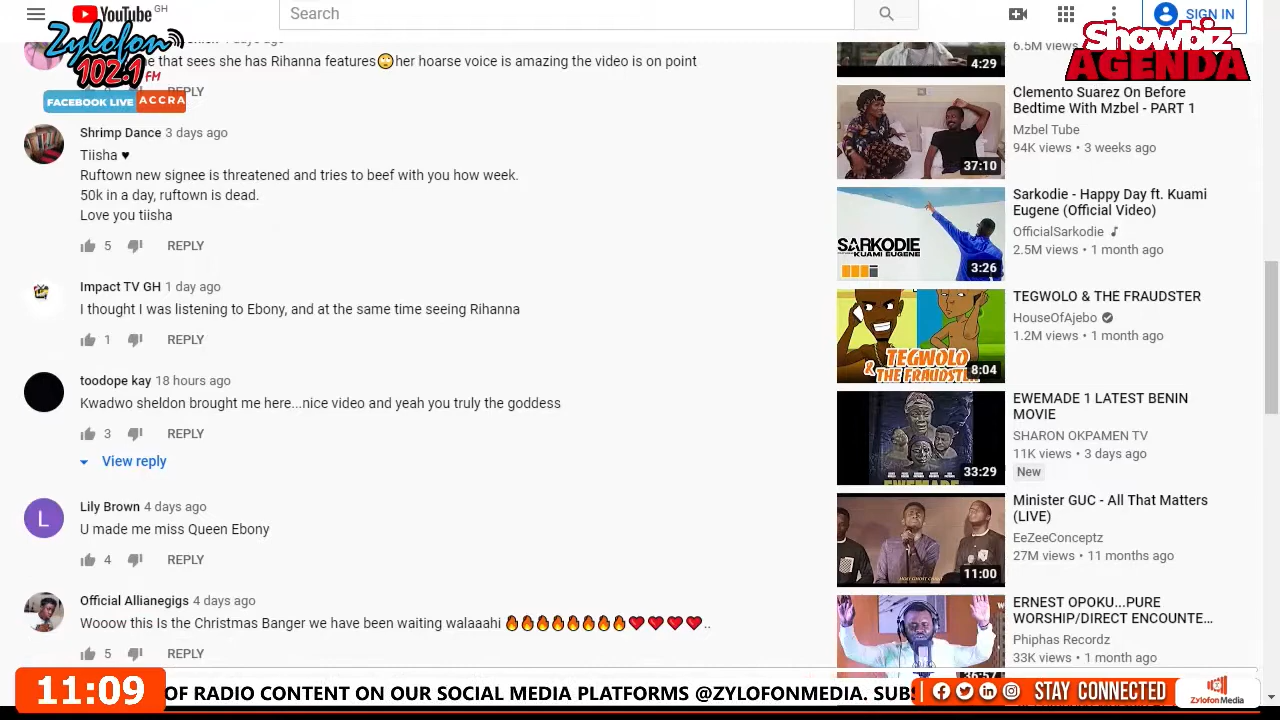 YouTube GH
Search
SIGN IN
Zylofon
102.1 FM
FACEBOOK LIVE ACCRA
Showbiz
AGENDA
4 days ago
that sees she has Rihanna features🙄her hoarse voice is amazing the video is on point
REPLY
Shrimp Dance 3 days ago
Tiisha ♥
Ruftown new signee is threatened and tries to beef with you how week.
50k in a day, ruftown is dead.
Love you tiisha
5 REPLY
Impact TV GH 1 day ago
I thought I was listening to Ebony, and at the same time seeing Rihanna
1 REPLY
toodope kay 18 hours ago
Kwadwo sheldon brought me here...nice video and yeah you truly the goddess
3 REPLY
View reply
Lily Brown 4 days ago
L
U made me miss Queen Ebony
4 REPLY
Official Allianegigs 4 days ago
Wooow this Is the Christmas Banger we have been waiting walaaahi 🔥🔥🔥🔥🔥🔥🔥🔥❤❤❤❤❤..
5 REPLY
6.5M views
4:29
Clemento Suarez On Before
Bedtime With Mzbel - PART 1
Mzbel Tube
94K views • 3 weeks ago
37:10
Sarkodie - Happy Day ft. Kuami
Eugene (Official Video)
OfficialSarkodie ♪
2.5M views • 1 month ago
SARKODIE
KUAMI EUGENE
3:26
TEGWOLO & THE FRAUDSTER
HouseOfAjebo
1.2M views • 1 month ago
TEGWOLO
& THE FRAUDSTER
8:04
EWEMADE 1 LATEST BENIN
MOVIE
SHARON OKPAMEN TV
11K views • 3 days ago
New
33:29
EWEMADE
Minister GUC - All That Matters
(LIVE)
EeZeeConceptz
27M views • 11 months ago
11:00
ERNEST OPOKU...PURE
WORSHIP/DIRECT ENCOUNTE...
Phiphas Recordz
33K views • 1 month ago
36:57
11:09
OF RADIO CONTENT ON OUR SOCIAL MEDIA PLATFORMS @ZYLOFONMEDIA. SUB
STAY CONNECTED
Zylofon Media